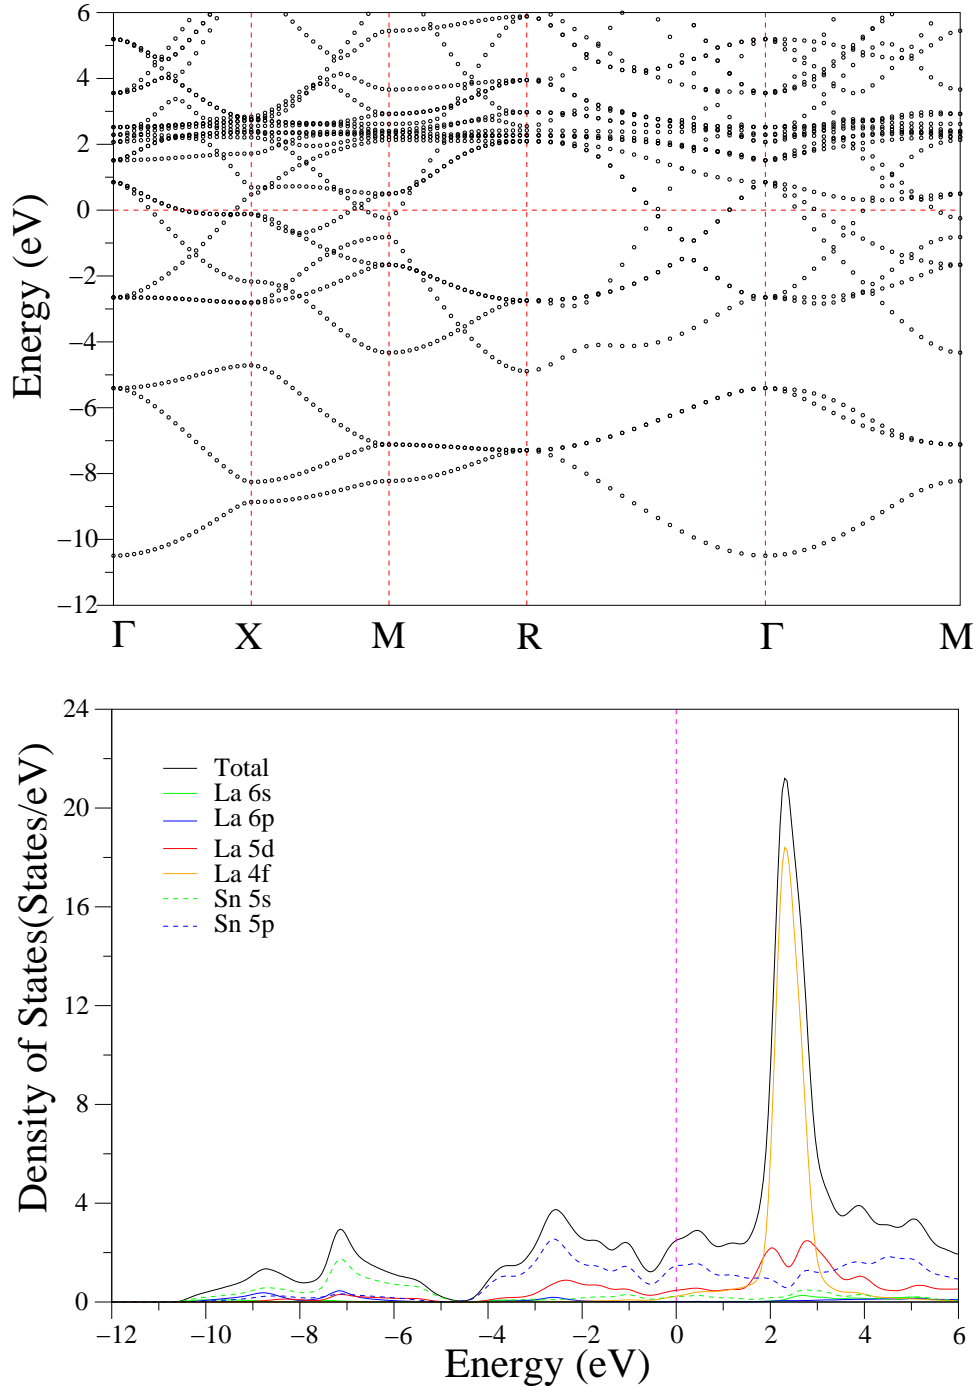 6
4
2
0
−2
−4
−6
−8
−10
−12
Energy (eV)
Γ X M R Γ M
24
20
16
12
8
4
0
Density of States(States/eV)
Total
La 6s
La 6p
La 5d
La 4f
Sn 5s
Sn 5p
−12 −10 −8 −6 −4 −2 0 2 4 6
Energy (eV)